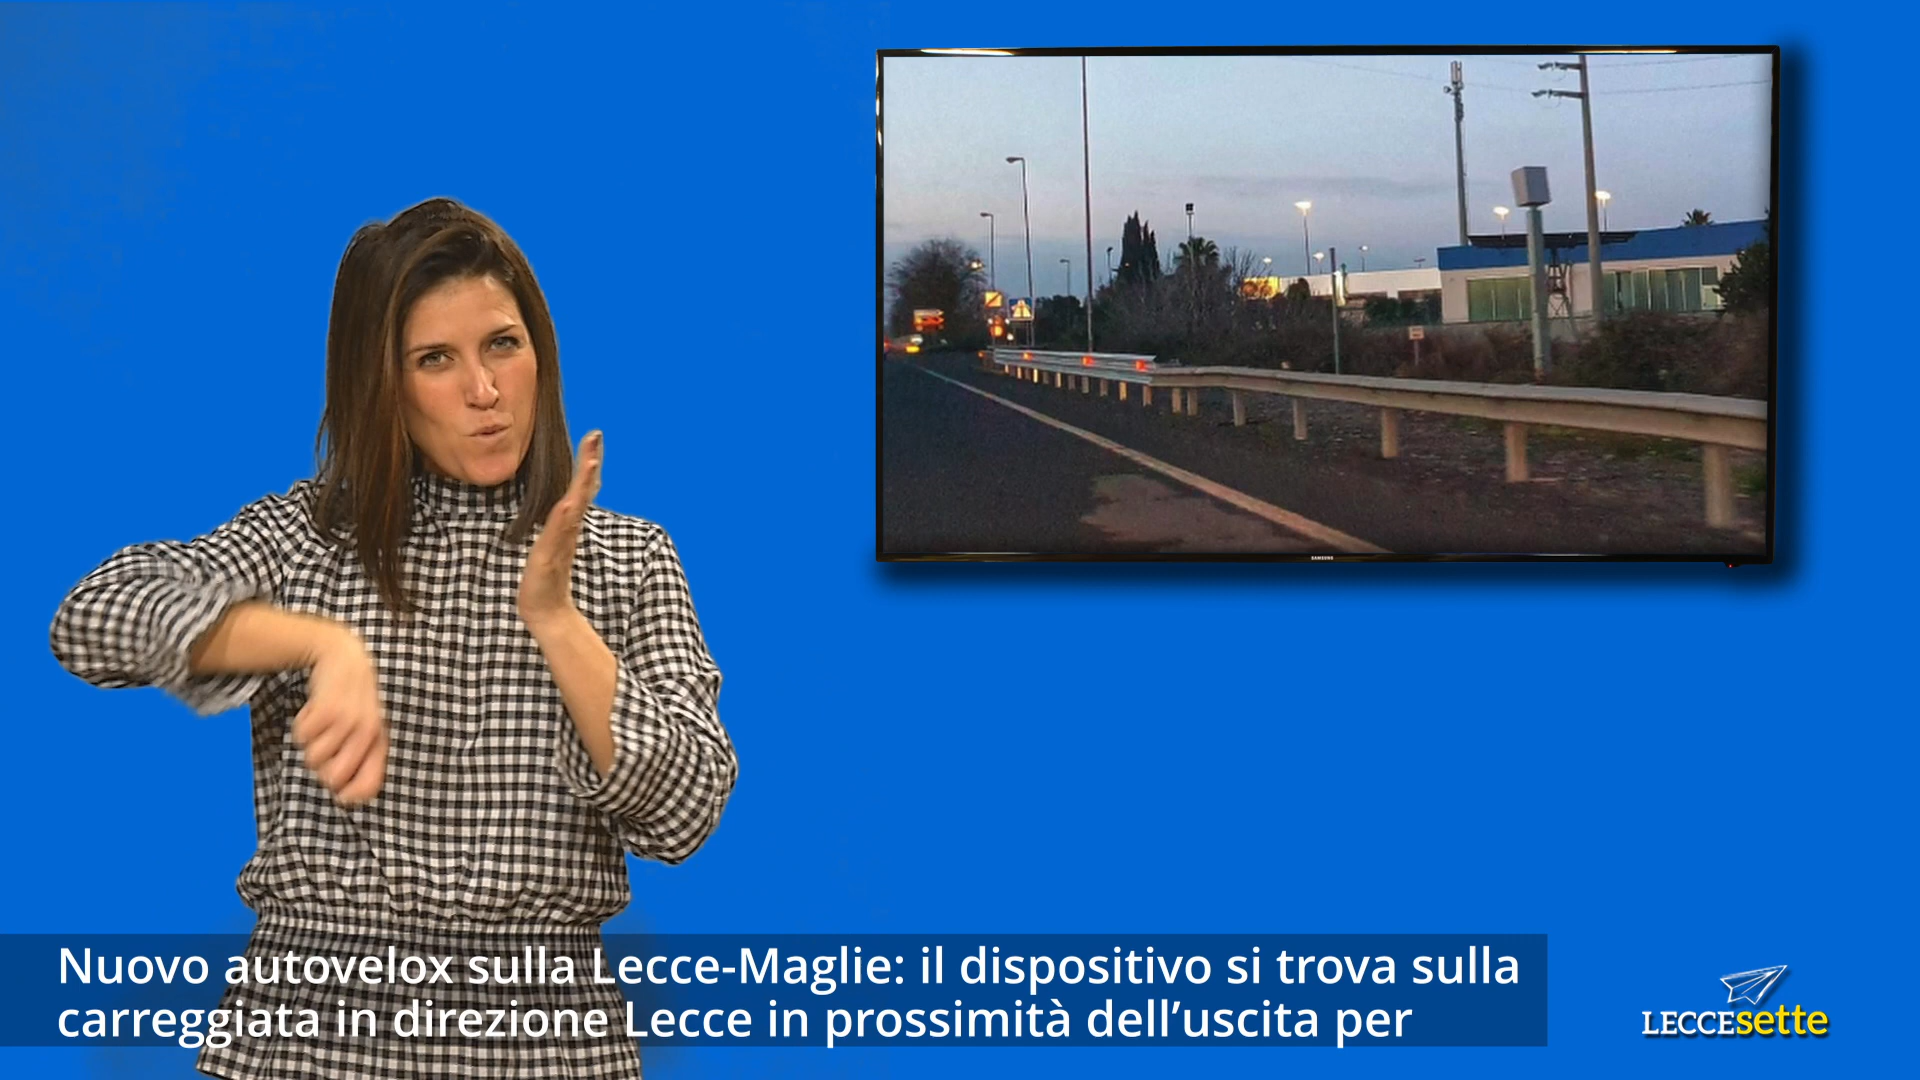 SAMSUNG
Nuovo autovelox sulla Lecce-Maglie: il dispositivo si trova sulla
carreggiata in direzione Lecce in prossimità dell’uscita per
LECCEsette